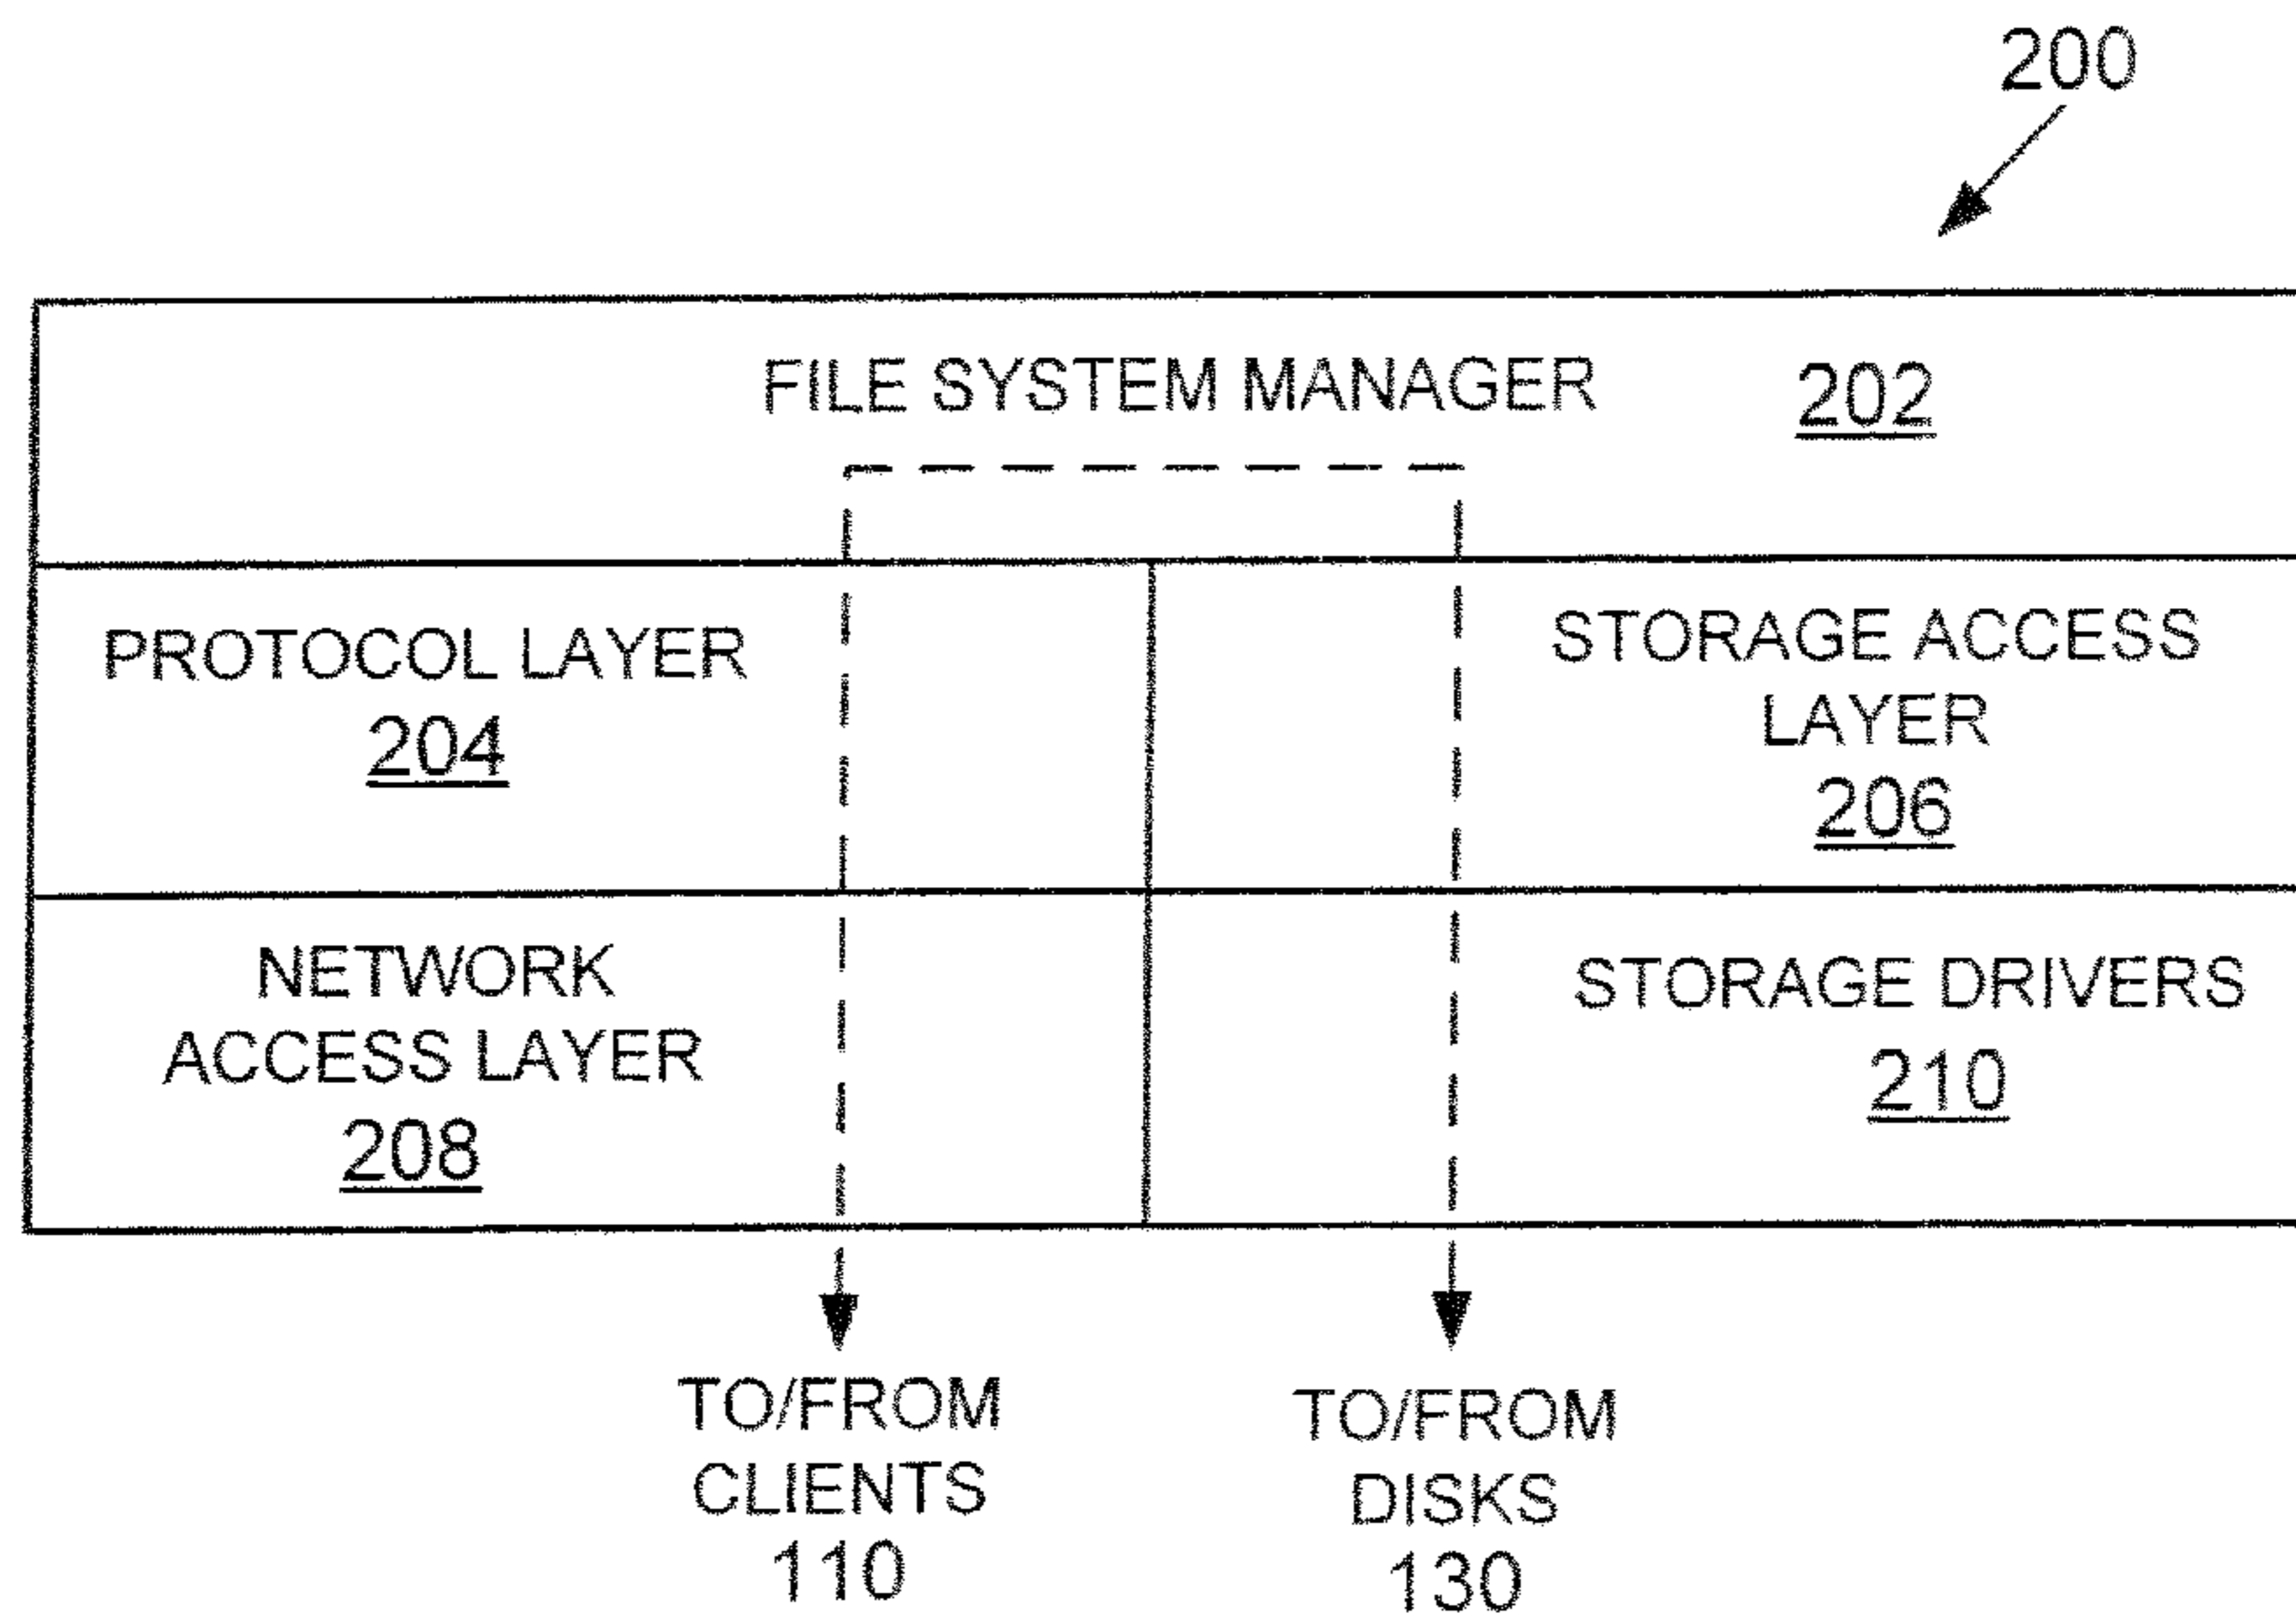 200
FILE SYSTEM MANAGER 202
PROTOCOL LAYER
204
STORAGE ACCESS
LAYER
206
NETWORK
ACCESS LAYER
208
STORAGE DRIVERS
210
TO/FROM
CLIENTS
110
TO/FROM
DISKS
130